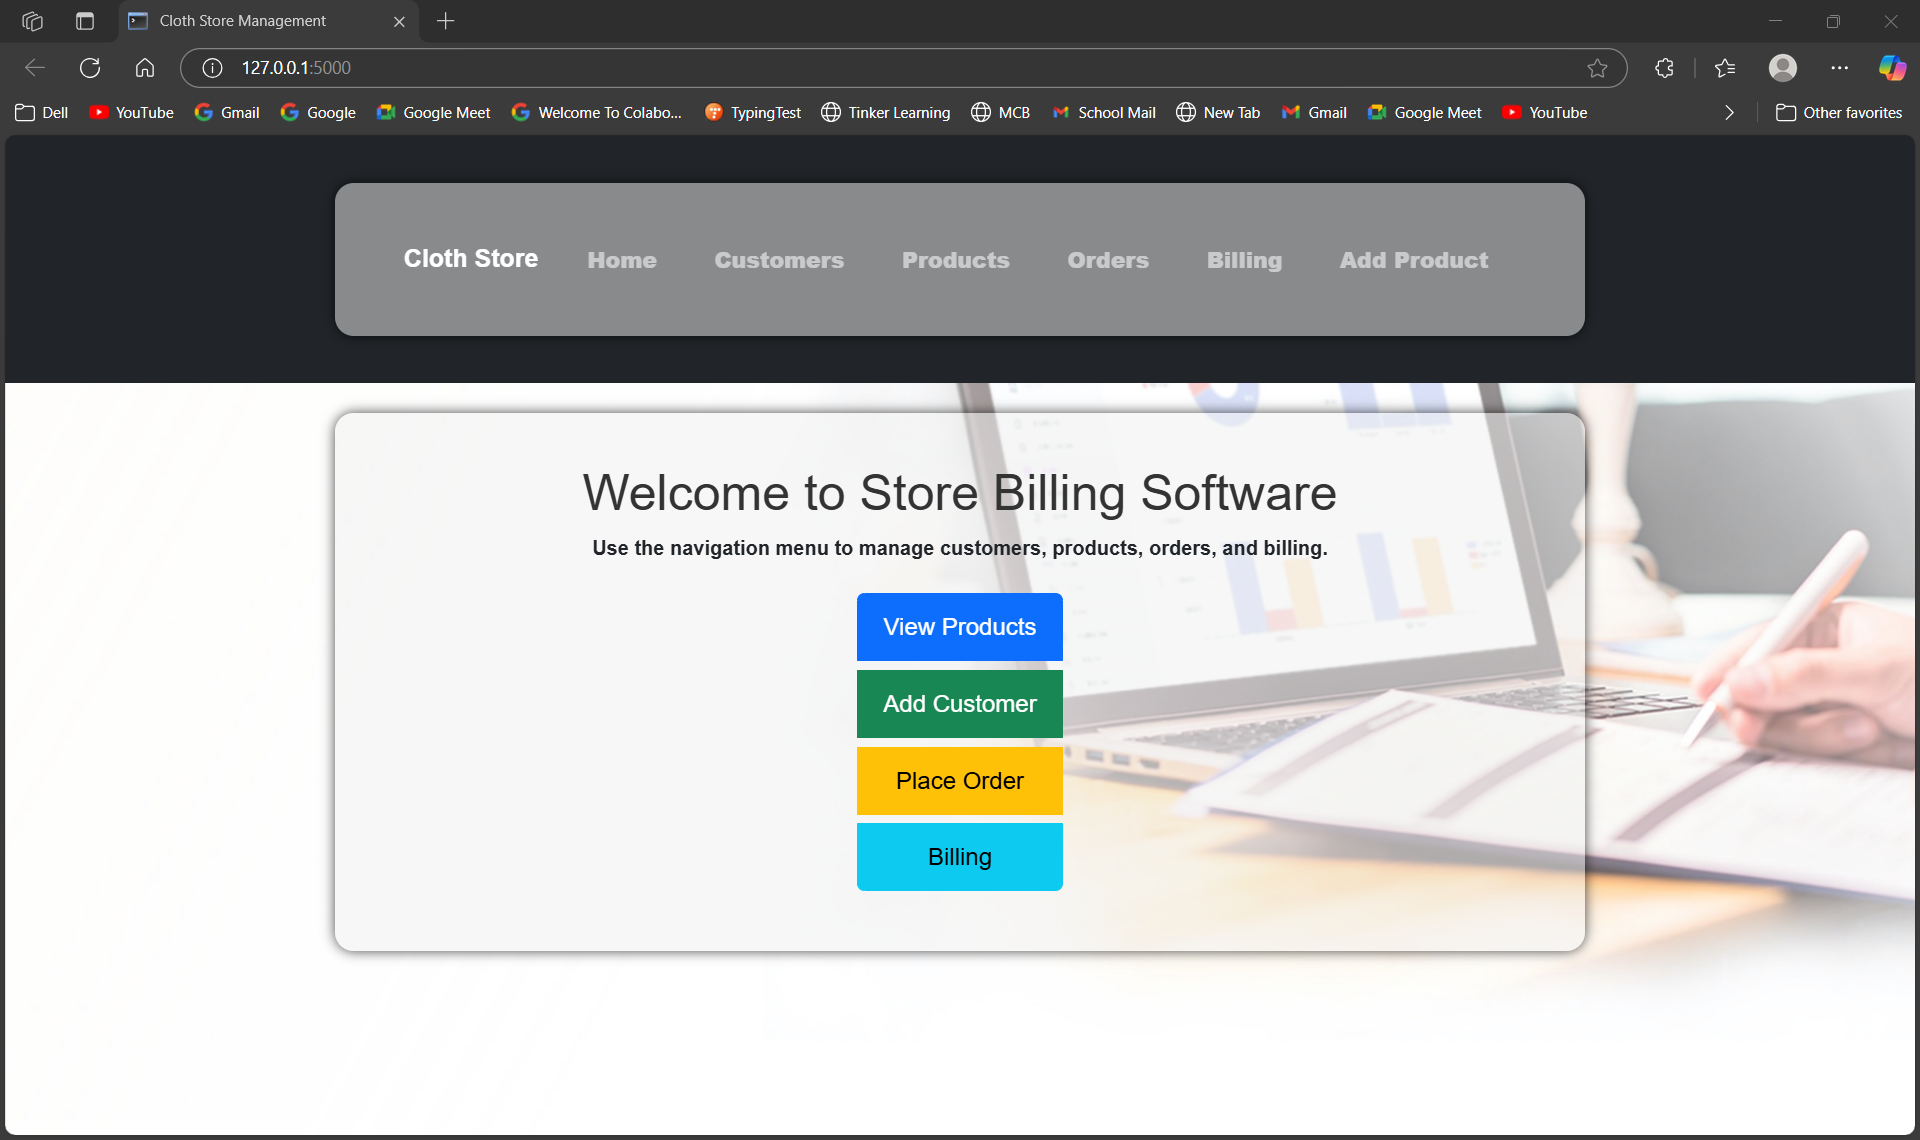 Cloth Store Management
127.0.0.1:5000
Dell YouTube Gmail Google Google Meet Welcome To Colabo... TypingTest Tinker Learning MCB School Mail New Tab Gmail Google Meet YouTube Other favorites
Cloth Store Home Customers Products Orders Billing Add Product
Welcome to Store Billing Software
Use the navigation menu to manage customers, products, orders, and billing.
View Products
Add Customer
Place Order
Billing